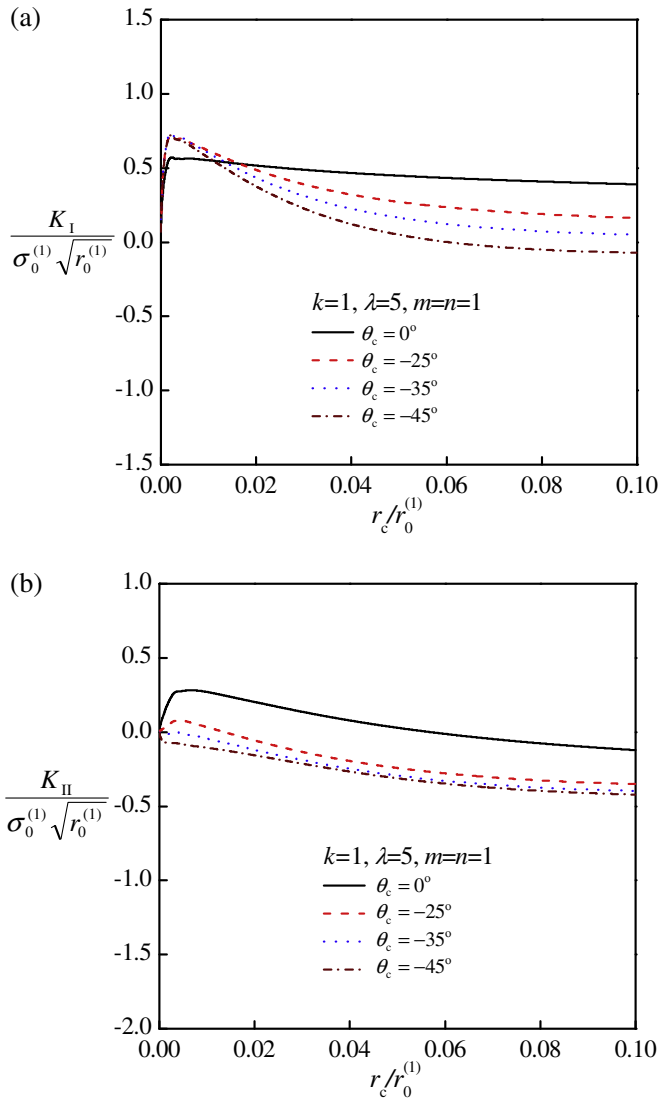 (a)
1.5
1.0
0.5
0.0
-0.5
-1.0
-1.5
K_I / σ_0^(1) √r_0^(1)
k=1, λ=5, m=n=1
θ_c = 0°
θ_c = −25°
θ_c = −35°
θ_c = −45°
0.00 0.02 0.04 0.06 0.08 0.10
r_c/r_0^(1)
(b)
1.0
0.5
0.0
-0.5
-1.0
-1.5
-2.0
K_II / σ_0^(1) √r_0^(1)
k=1, λ=5, m=n=1
θ_c = 0°
θ_c = −25°
θ_c = −35°
θ_c = −45°
0.00 0.02 0.04 0.06 0.08 0.10
r_c/r_0^(1)